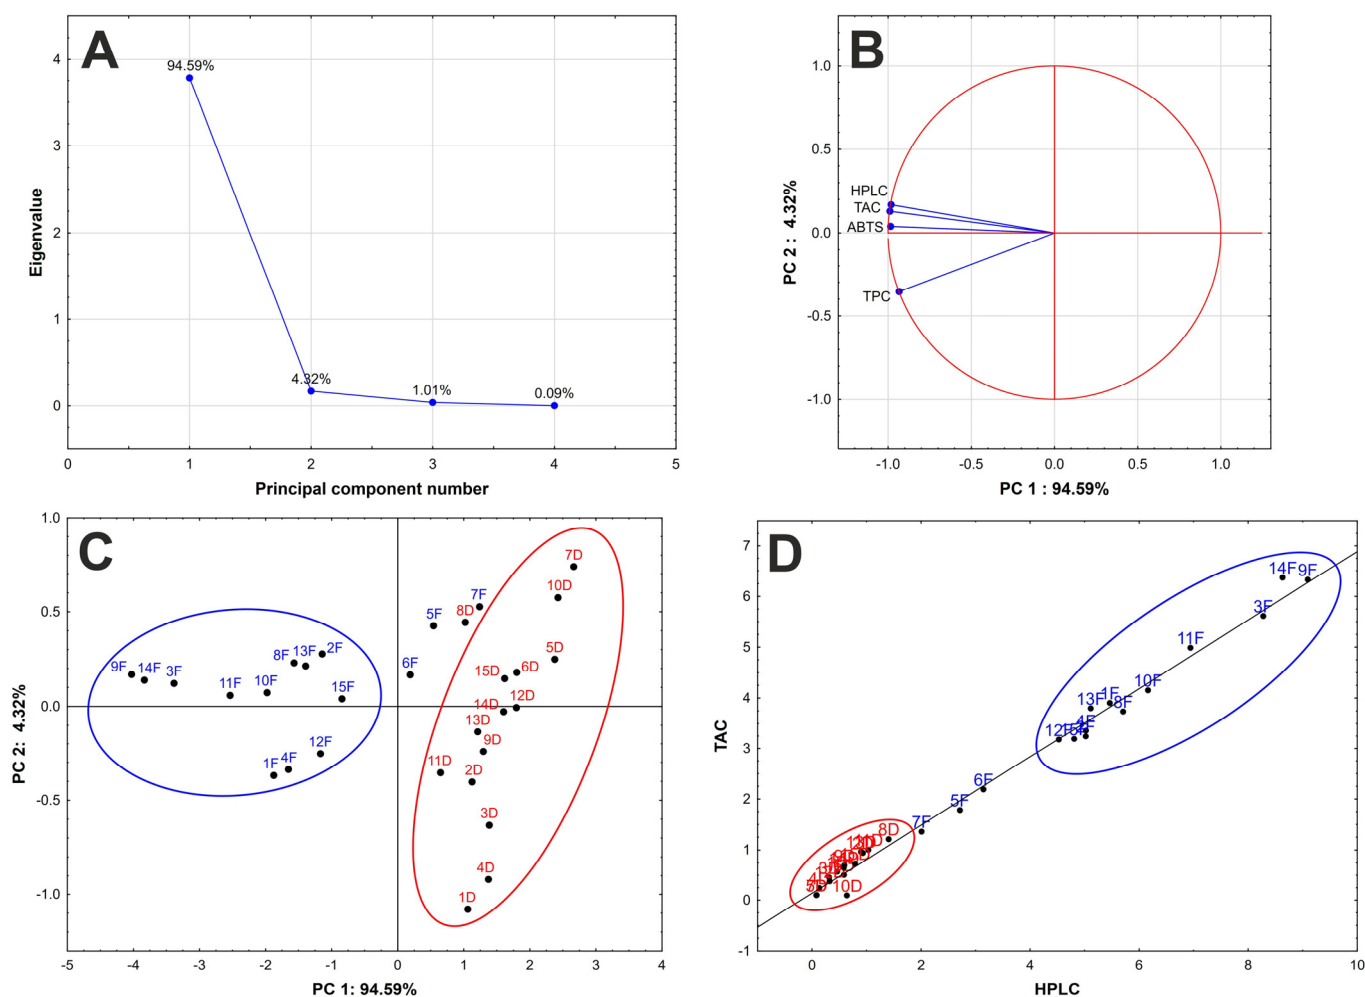 A
94.59%
4.32%
1.01%
0.09%
Eigenvalue
4
3
2
1
0
0 1 2 3 4 5
Principal component number
B
HPLC
TAC
ABTS
TPC
PC 2 : 4.32%
1.0
0.5
0.0
-0.5
-1.0
-1.0 -0.5 0.0 0.5 1.0
PC 1 : 94.59%
C
7D
10D
7F
8D
5F
5D
6D
15D
6F
2F
13F
8F
9F
14F
3F
11F
10F
15F
12D
14D
13D
9D
12F
4F
1F
11D
2D
3D
4D
1D
PC 2: 4.32%
1.0
0.5
0.0
-0.5
-1.0
-5 -4 -3 -2 -1 0 1 2 3 4
PC 1: 94.59%
D
14F
9F
3F
11F
10F
1F
13F
8F
4F
12F
6F
5F
7F
8D
10D
TAC
7
6
5
4
3
2
1
0
-1
0 2 4 6 8 10
HPLC